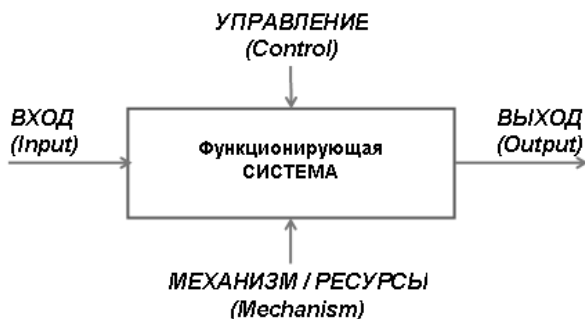 УПРАВЛЕНИЕ
(Control)
ВХОД
(Input)
Функционирующая
СИСТЕМА
ВЫХОД
(Output)
МЕХАНИЗМ / РЕСУРСЫ
(Mechanism)